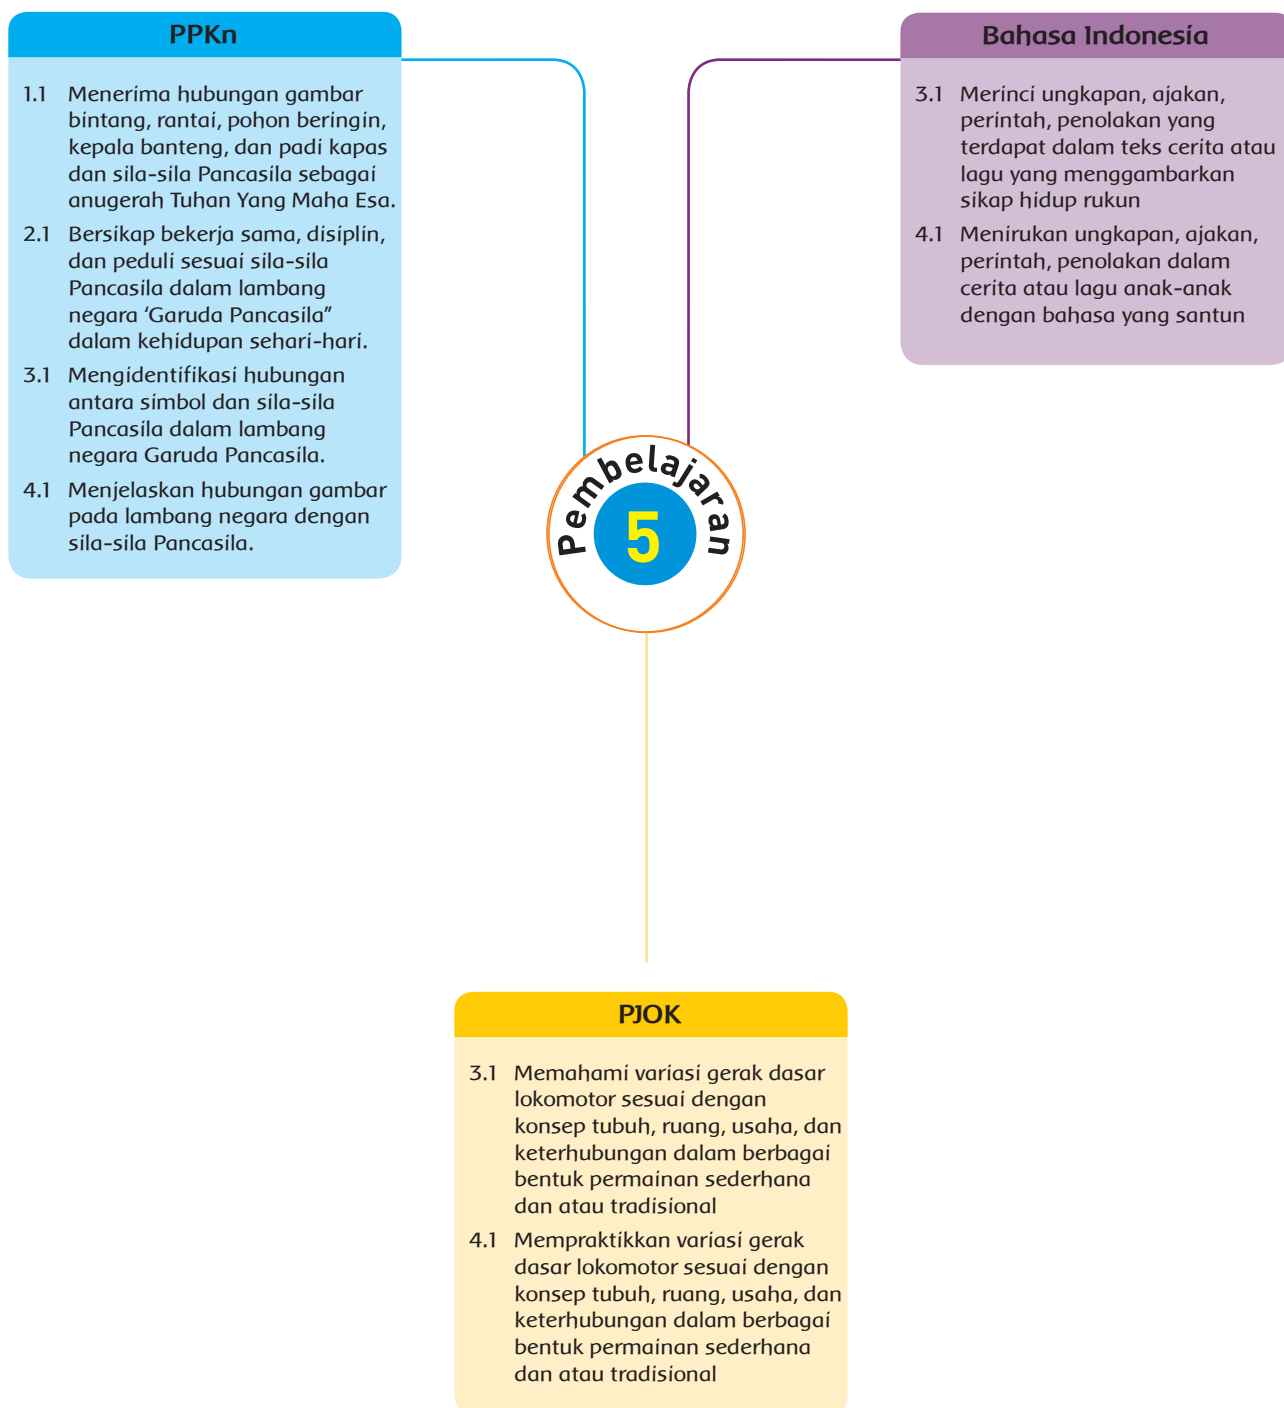 PPKn
1.1 Menerima hubungan gambar
bintang, rantai, pohon beringin,
kepala banteng, dan padi kapas
dan sila-sila Pancasila sebagai
anugerah Tuhan Yang Maha Esa.
2.1 Bersikap bekerja sama, disiplin,
dan peduli sesuai sila-sila
Pancasila dalam lambang
negara ‘Garuda Pancasila”
dalam kehidupan sehari-hari.
3.1 Mengidentifikasi hubungan
antara simbol dan sila-sila
Pancasila dalam lambang
negara Garuda Pancasila.
4.1 Menjelaskan hubungan gambar
pada lambang negara dengan
sila-sila Pancasila.
Bahasa Indonesia
3.1 Merinci ungkapan, ajakan,
perintah, penolakan yang
terdapat dalam teks cerita atau
lagu yang menggambarkan
sikap hidup rukun
4.1 Menirukan ungkapan, ajakan,
perintah, penolakan dalam
cerita atau lagu anak-anak
dengan bahasa yang santun
Pembelajaran
5
PJOK
3.1 Memahami variasi gerak dasar
lokomotor sesuai dengan
konsep tubuh, ruang, usaha, dan
keterhubungan dalam berbagai
bentuk permainan sederhana
dan atau tradisional
4.1 Mempraktikkan variasi gerak
dasar lokomotor sesuai dengan
konsep tubuh, ruang, usaha, dan
keterhubungan dalam berbagai
bentuk permainan sederhana
dan atau tradisional